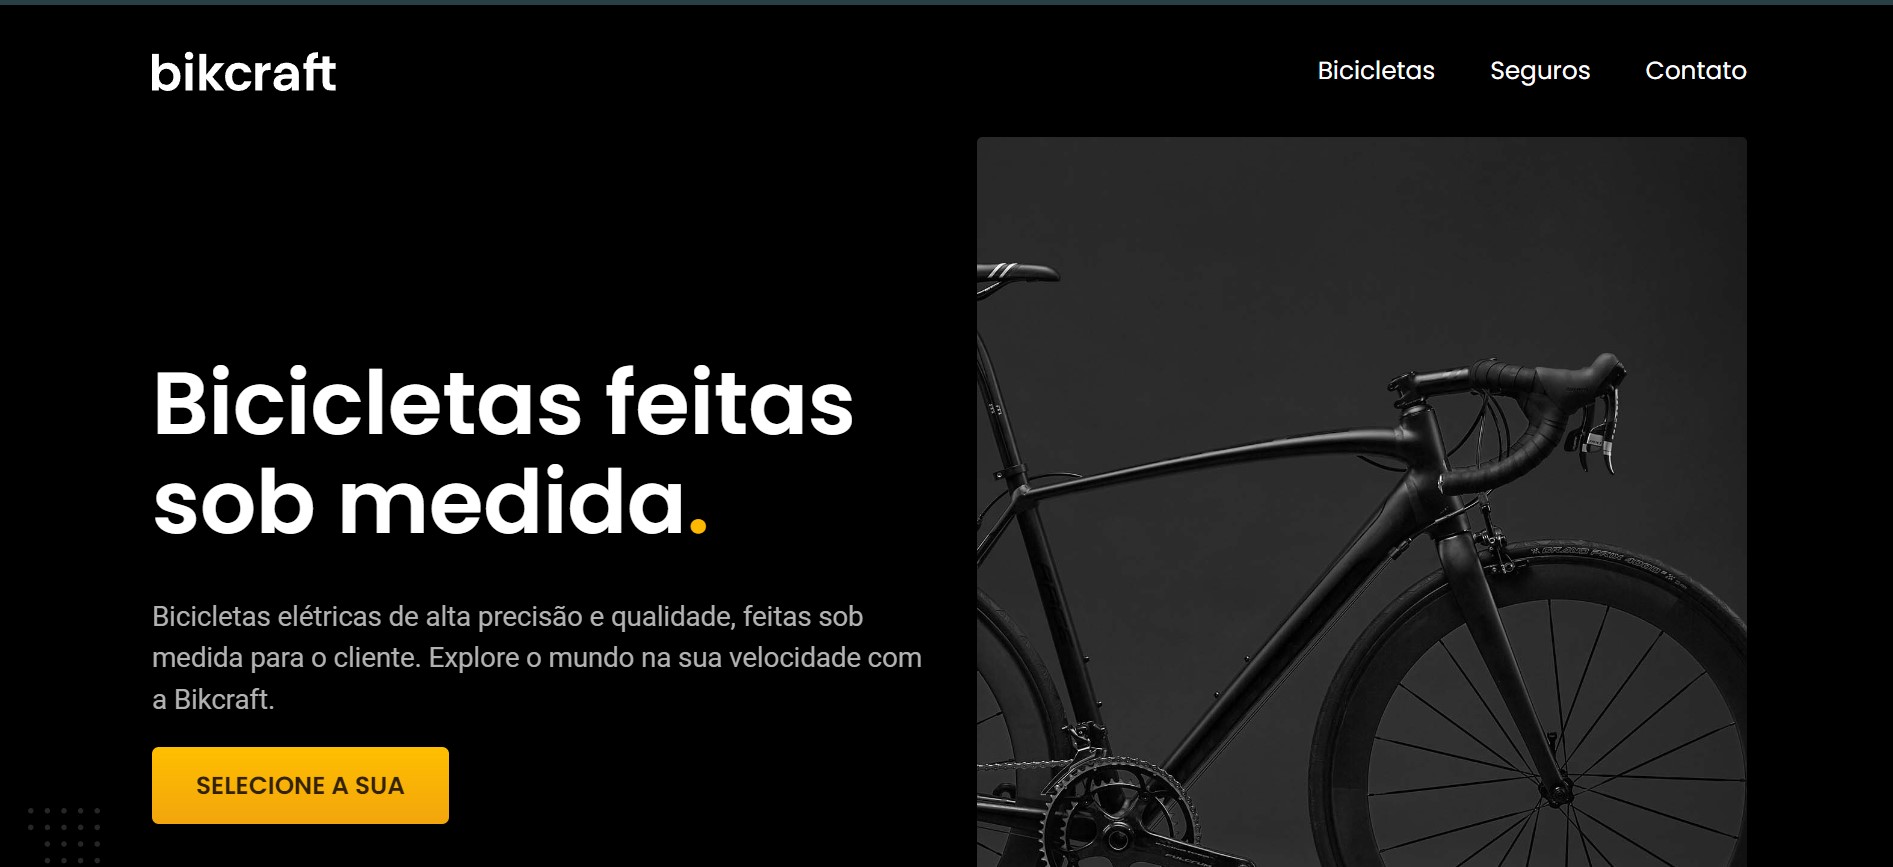 bikcraft
Bicicletas Seguros Contato
Bicicletas feitas
sob medida.
Bicicletas elétricas de alta precisão e qualidade, feitas sob
medida para o cliente. Explore o mundo na sua velocidade com
a Bikcraft.
SELECIONE A SUA